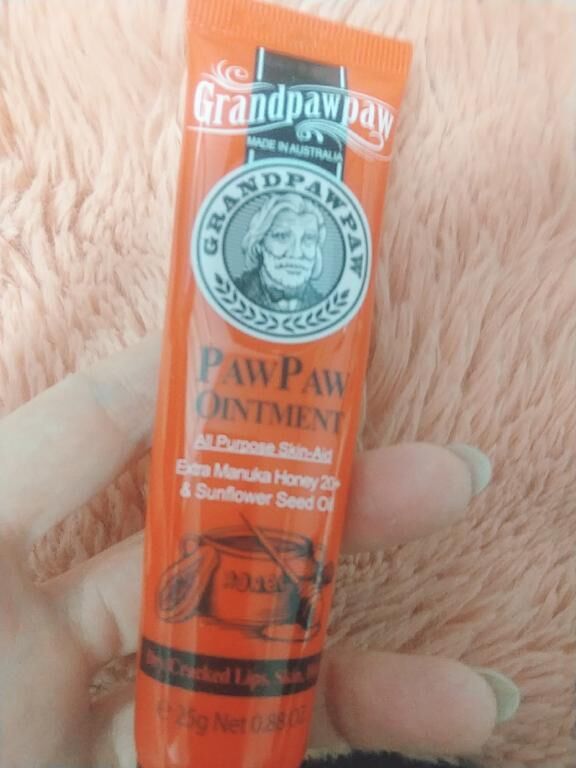 Grandpawpaw
MADE IN AUSTRALIA
GRANDPAWPAW
PAWPAW
OINTMENT
All Purpose Skin-Aid
Extra Manuka Honey 20+
& Sunflower Seed Oil
Dry/Cracked Lips, Skin,
e 25g Net 0.88 OZ